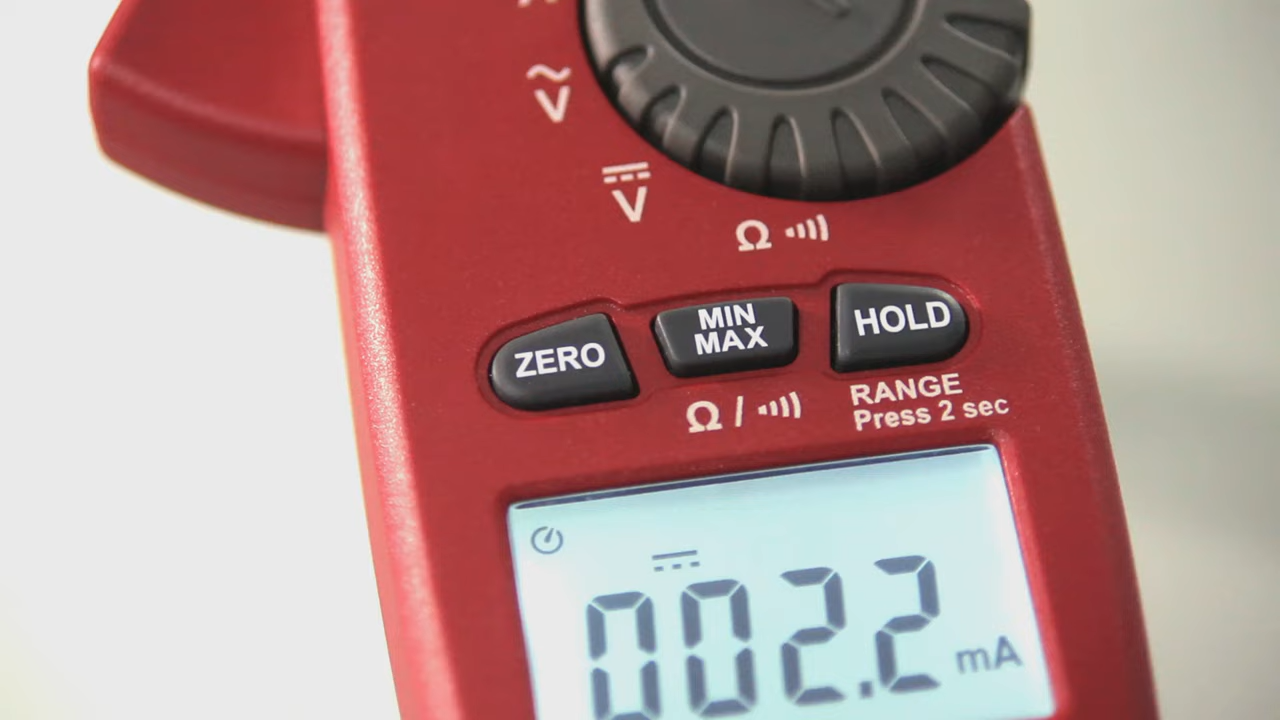 V
V
Ω
ZERO
MIN
MAX
HOLD
Ω /
RANGE
Press 2 sec
002.2 mA